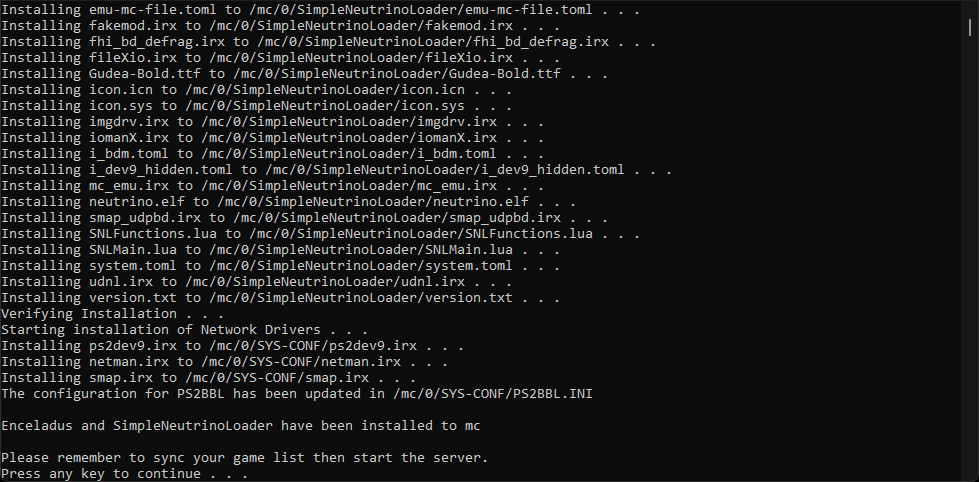 Installing emu-mc-file.toml to /mc/0/SimpleNeutrinoLoader/emu-mc-file.toml . . .
Installing fakemod.irx to /mc/0/SimpleNeutrinoLoader/fakemod.irx . . .
Installing fhi_bd_defrag.irx to /mc/0/SimpleNeutrinoLoader/fhi_bd_defrag.irx . . .
Installing fileXio.irx to /mc/0/SimpleNeutrinoLoader/fileXio.irx . . .
Installing Gudea-Bold.ttf to /mc/0/SimpleNeutrinoLoader/Gudea-Bold.ttf . . .
Installing icon.icn to /mc/0/SimpleNeutrinoLoader/icon.icn . . .
Installing icon.sys to /mc/0/SimpleNeutrinoLoader/icon.sys . . .
Installing imgdrv.irx to /mc/0/SimpleNeutrinoLoader/imgdrv.irx . . .
Installing iomanX.irx to /mc/0/SimpleNeutrinoLoader/iomanX.irx . . .
Installing i_bdm.toml to /mc/0/SimpleNeutrinoLoader/i_bdm.toml . . .
Installing i_dev9_hidden.toml to /mc/0/SimpleNeutrinoLoader/i_dev9_hidden.toml . . .
Installing mc_emu.irx to /mc/0/SimpleNeutrinoLoader/mc_emu.irx . . .
Installing neutrino.elf to /mc/0/SimpleNeutrinoLoader/neutrino.elf . . .
Installing smap_udpbd.irx to /mc/0/SimpleNeutrinoLoader/smap_udpbd.irx . . .
Installing SNLFunctions.lua to /mc/0/SimpleNeutrinoLoader/SNLFunctions.lua . . .
Installing SNLMain.lua to /mc/0/SimpleNeutrinoLoader/SNLMain.lua . . .
Installing system.toml to /mc/0/SimpleNeutrinoLoader/system.toml . . .
Installing udnl.irx to /mc/0/SimpleNeutrinoLoader/udnl.irx . . .
Installing version.txt to /mc/0/SimpleNeutrinoLoader/version.txt . . .
Verifying Installation . . .
Starting installation of Network Drivers . . .
Installing ps2dev9.irx to /mc/0/SYS-CONF/ps2dev9.irx . . .
Installing netman.irx to /mc/0/SYS-CONF/netman.irx . . .
Installing smap.irx to /mc/0/SYS-CONF/smap.irx . . .
The configuration for PS2BBL has been updated in /mc/0/SYS-CONF/PS2BBL.INI
Enceladus and SimpleNeutrinoLoader have been installed to mc
Please remember to sync your game list then start the server.
Press any key to continue . . .